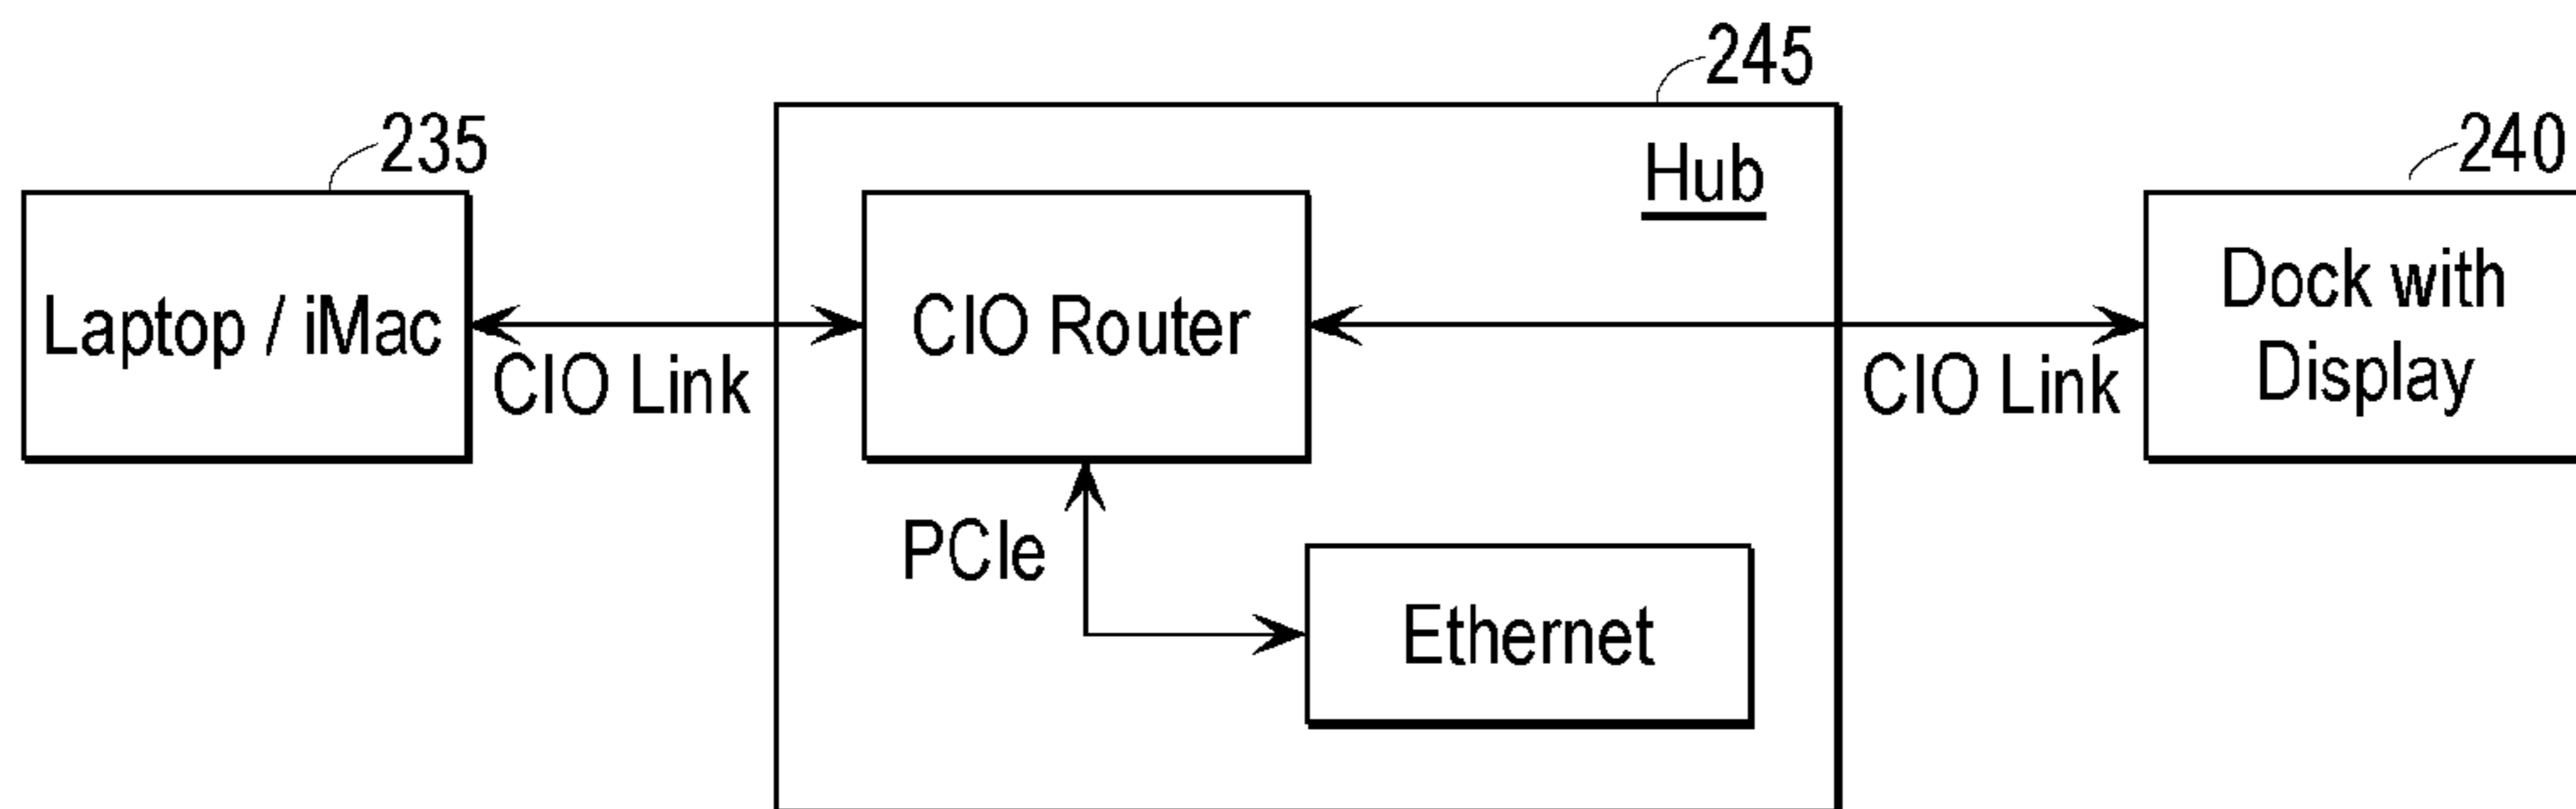 245
235
240
Hub
Laptop / iMac
CIO Link
CIO Router
CIO Link
Dock with
Display
PCIe
Ethernet